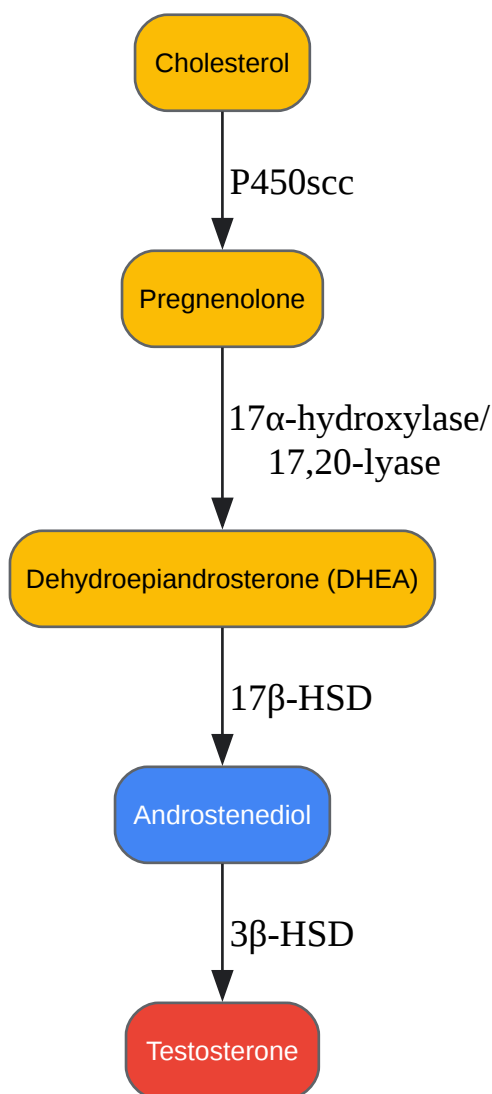 Cholesterol
P450scc
Pregnenolone
17α-hydroxylase/
17,20-lyase
Dehydroepiandrosterone (DHEA)
17β-HSD
Androstenediol
3β-HSD
Testosterone